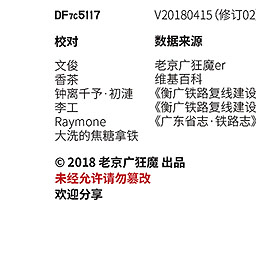 DF7C5117 V20180415 (修订02
校对 数据来源
文俊 老京广狂魔er
香茶 维基百科
钟离千予·初漣 《衡广铁路复线建设
李工 《衡广铁路复线建设
Raymone 《广东省志·铁路志》
大洗的焦糖拿铁
© 2018 老京广狂魔 出品
未经允许请勿篡改
欢迎分享